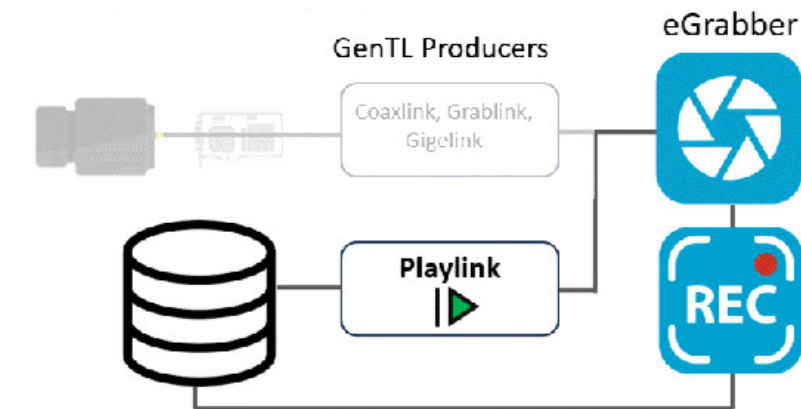 eGrabber
GenTL Producers
Coaxlink, Grablink,
Gigelink
Playlink
REC